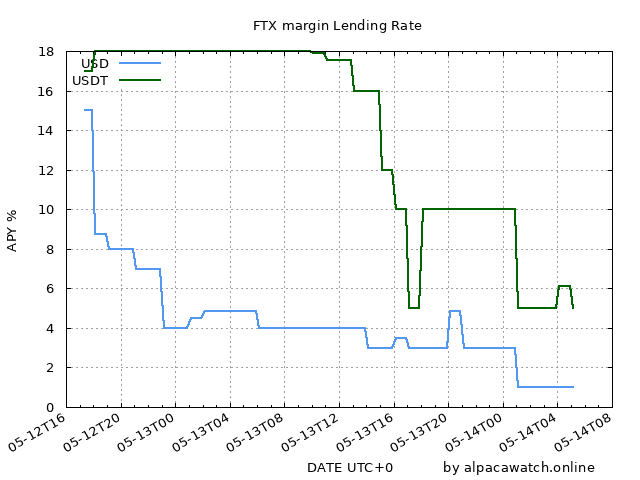 FTX margin Lending Rate
USD
USDT
APY %
18
16
14
12
10
8
6
4
2
0
05-12T16
05-12T20
05-13T00
05-13T04
05-13T08
05-13T12
05-13T16
05-13T20
05-14T00
05-14T04
05-14T08
DATE UTC+0
by alpacawatch.online